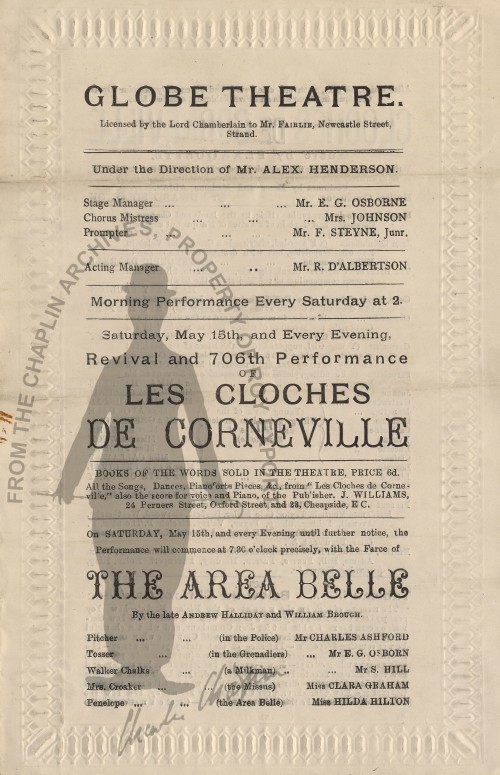 GLOBE THEATRE.
Licensed by the Lord Chamberlain to Mr. FAIRLIE, Newcastle Street,
Strand.
Under the Direction of Mr. ALEX. HENDERSON.
Stage Manager ... ... ... Mr. E. G. OSBORNE
Chorus Mistress ... ... ... Mrs. JOHNSON
Prompter ... ... Mr. F. STEYNE, Junr.
Acting Manager ... .. Mr. R. D'ALBERTSON
Morning Performance Every Saturday at 2.
Saturday, May 15th, and Every Evening,
Revival and 706th Performance
OF
LES CLOCHES
DE CORNEVILLE
BOOKS OF THE WORDS SOLD IN THE THEATRE, PRICE 6d.
All the Songs, Dances, Pianoforte Pieces, &c, from "Les Cloches de Corne-
ville," also the score for voice and Piano, of the Publisher. J. WILLIAMS,
24 Berners Street, Oxford Street, and 23, Cheapside, E C.
On SATURDAY, May 15th, and every Evening until further notice, the
Performance will commence at 7.30 o'clock precisely, with the Farce of
THE AREA BELLE
By the late ANDREW HALLIDAY and WILLIAM BROUGH.
Pitcher ... ... (in the Police) Mr CHARLES ASHFORD
Tosser ... (in the Grenadiers) ... Mr E. G. OSBORN
Walker Chalks ... (a Milkman) .. Mr S. HILL
Mrs. Croaker ... (the Missus) Miss CLARA GRAHAM
Penelope ... ... (the Area Belle) Miss HILDA HILTON
FROM THE CHAPLIN ARCHIVES, PROPERTY OF ROY EXPORT
Charlie Chaplin